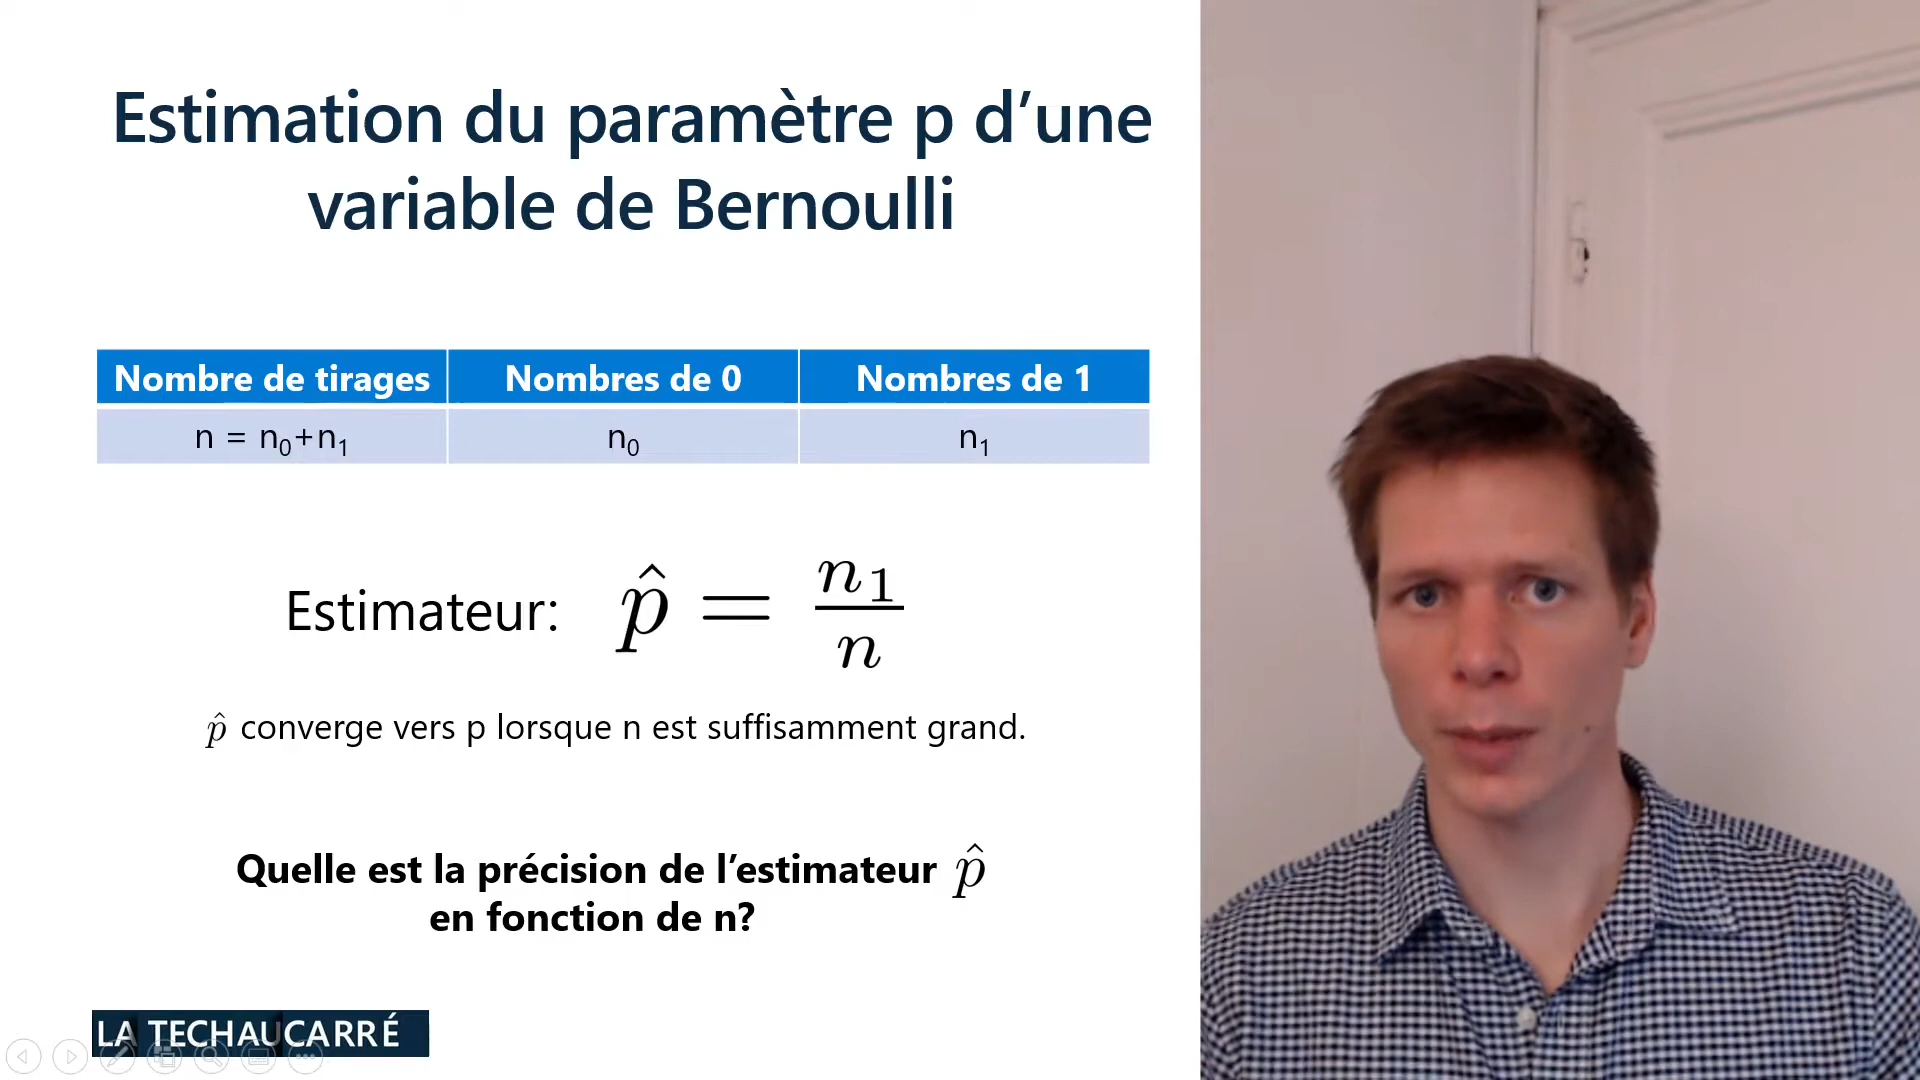 Estimation du paramètre p d’une
variable de Bernoulli
Nombre de tirages Nombres de 0 Nombres de 1
n = n₀+n₁ n₀ n₁
Estimateur: p̂ = n₁/n
p̂ converge vers p lorsque n est suffisamment grand.
Quelle est la précision de l’estimateur p̂
en fonction de n?
LA TECHAUCARRÉ